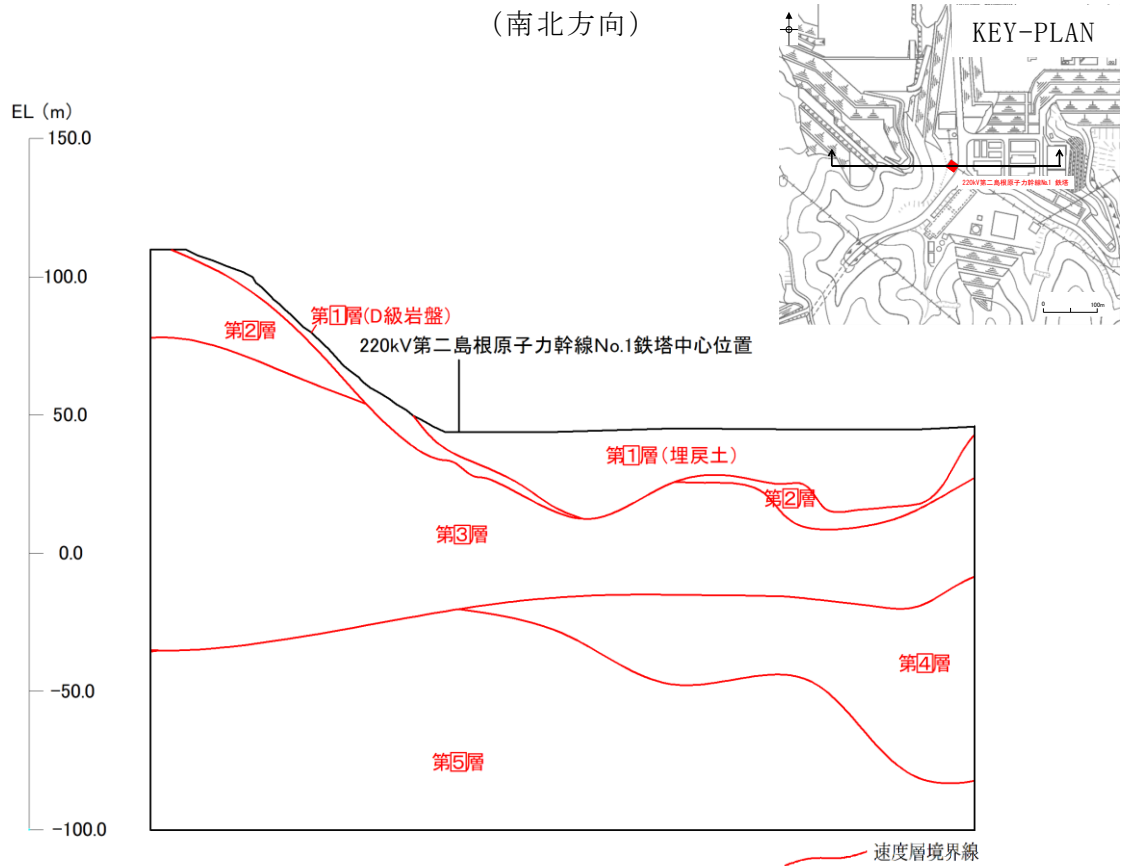 (南北方向)
KEY-PLAN
220kV第二島根原子力幹線No.1 鉄塔
0 100m
EL (m)
150.0
100.0
50.0
0.0
-50.0
-100.0
第1層(D級岩盤)
第2層
220kV第二島根原子力幹線No.1鉄塔中心位置
第1層(埋戻土)
第2層
第3層
第4層
第5層
速度層境界線